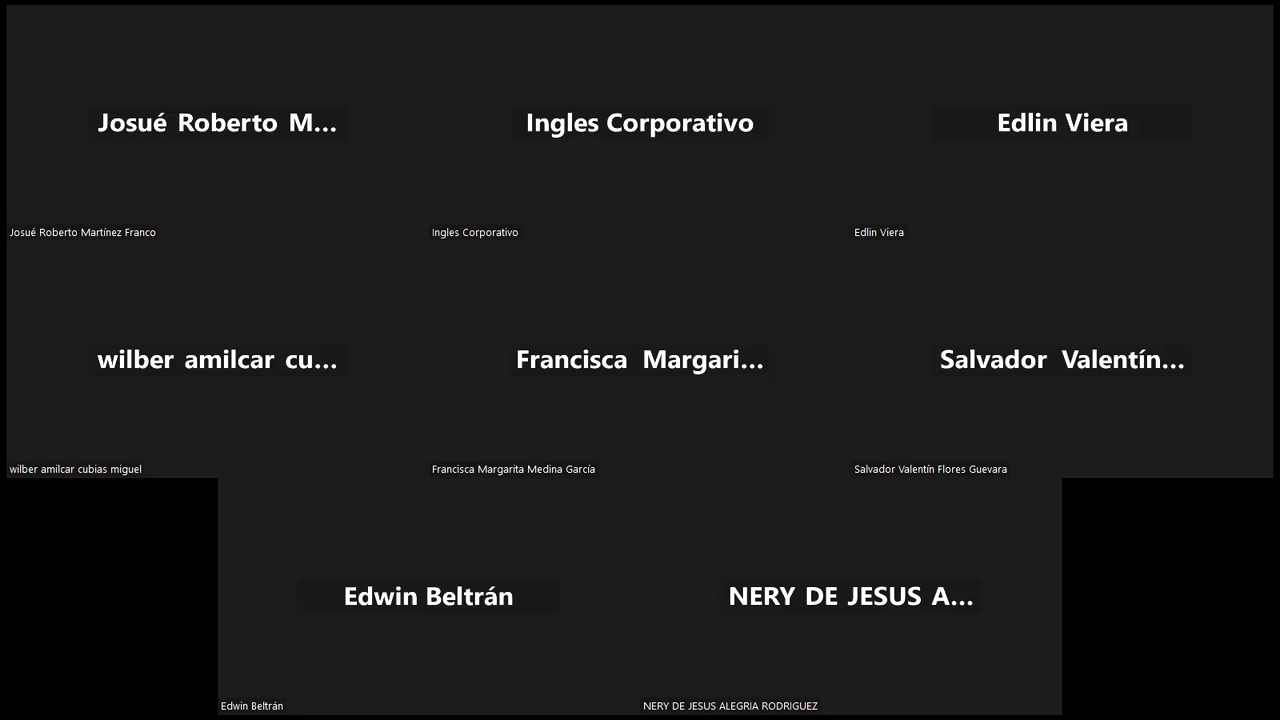 Josué Roberto M...
Ingles Corporativo
Edlin Viera
Josué Roberto Martínez Franco
Ingles Corporativo
Edlin Viera
wilber amilcar cu...
Francisca Margari...
Salvador Valentín...
wilber amilcar cubias miguel
Francisca Margarita Medina García
Salvador Valentín Flores Guevara
Edwin Beltrán
NERY DE JESUS A...
Edwin Beltrán
NERY DE JESUS ALEGRIA RODRIGUEZ